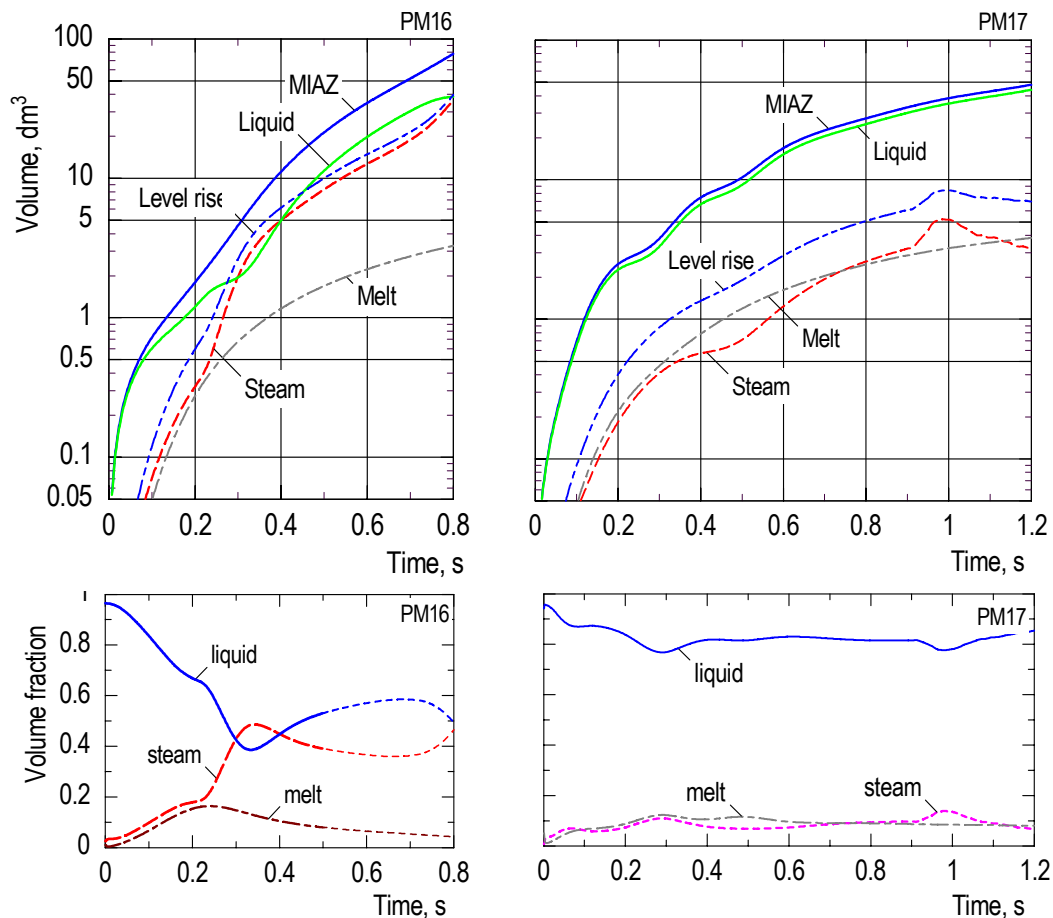 PM16
Volume, dm³
100
50
10
5
1
0.5
0.1
0.05
MIAZ
Liquid
Level rise
Melt
Steam
0 0.2 0.4 0.6 0.8
Time, s
PM17
MIAZ
Liquid
Level rise
Melt
Steam
0 0.2 0.4 0.6 0.8 1 1.2
Time, s
PM16
Volume fraction
1
0.8
0.6
0.4
0.2
0
liquid
steam
melt
0 0.2 0.4 0.6 0.8
Time, s
PM17
liquid
melt
steam
0 0.2 0.4 0.6 0.8 1 1.2
Time, s